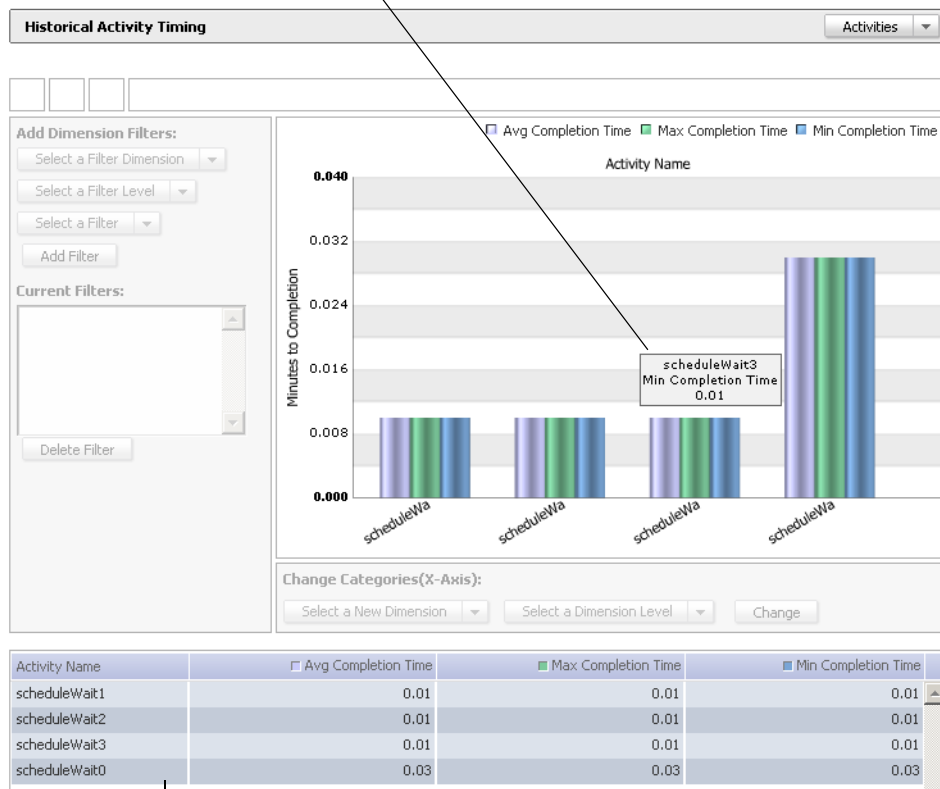 Historical Activity Timing
Activities
Add Dimension Filters:
Select a Filter Dimension
Select a Filter Level
Select a Filter
Add Filter
Current Filters:
Delete Filter
Avg Completion Time Max Completion Time Min Completion Time
Activity Name
Minutes to Completion
0.040
0.032
0.024
0.016
0.008
0.000
scheduleWait3
Min Completion Time
0.01
scheduleWa scheduleWa scheduleWa scheduleWa
Change Categories(X-Axis):
Select a New Dimension Select a Dimension Level Change
Activity Name Avg Completion Time Max Completion Time Min Completion Time
scheduleWait1 0.01 0.01 0.01
scheduleWait2 0.01 0.01 0.01
scheduleWait3 0.01 0.01 0.01
scheduleWait0 0.03 0.03 0.03